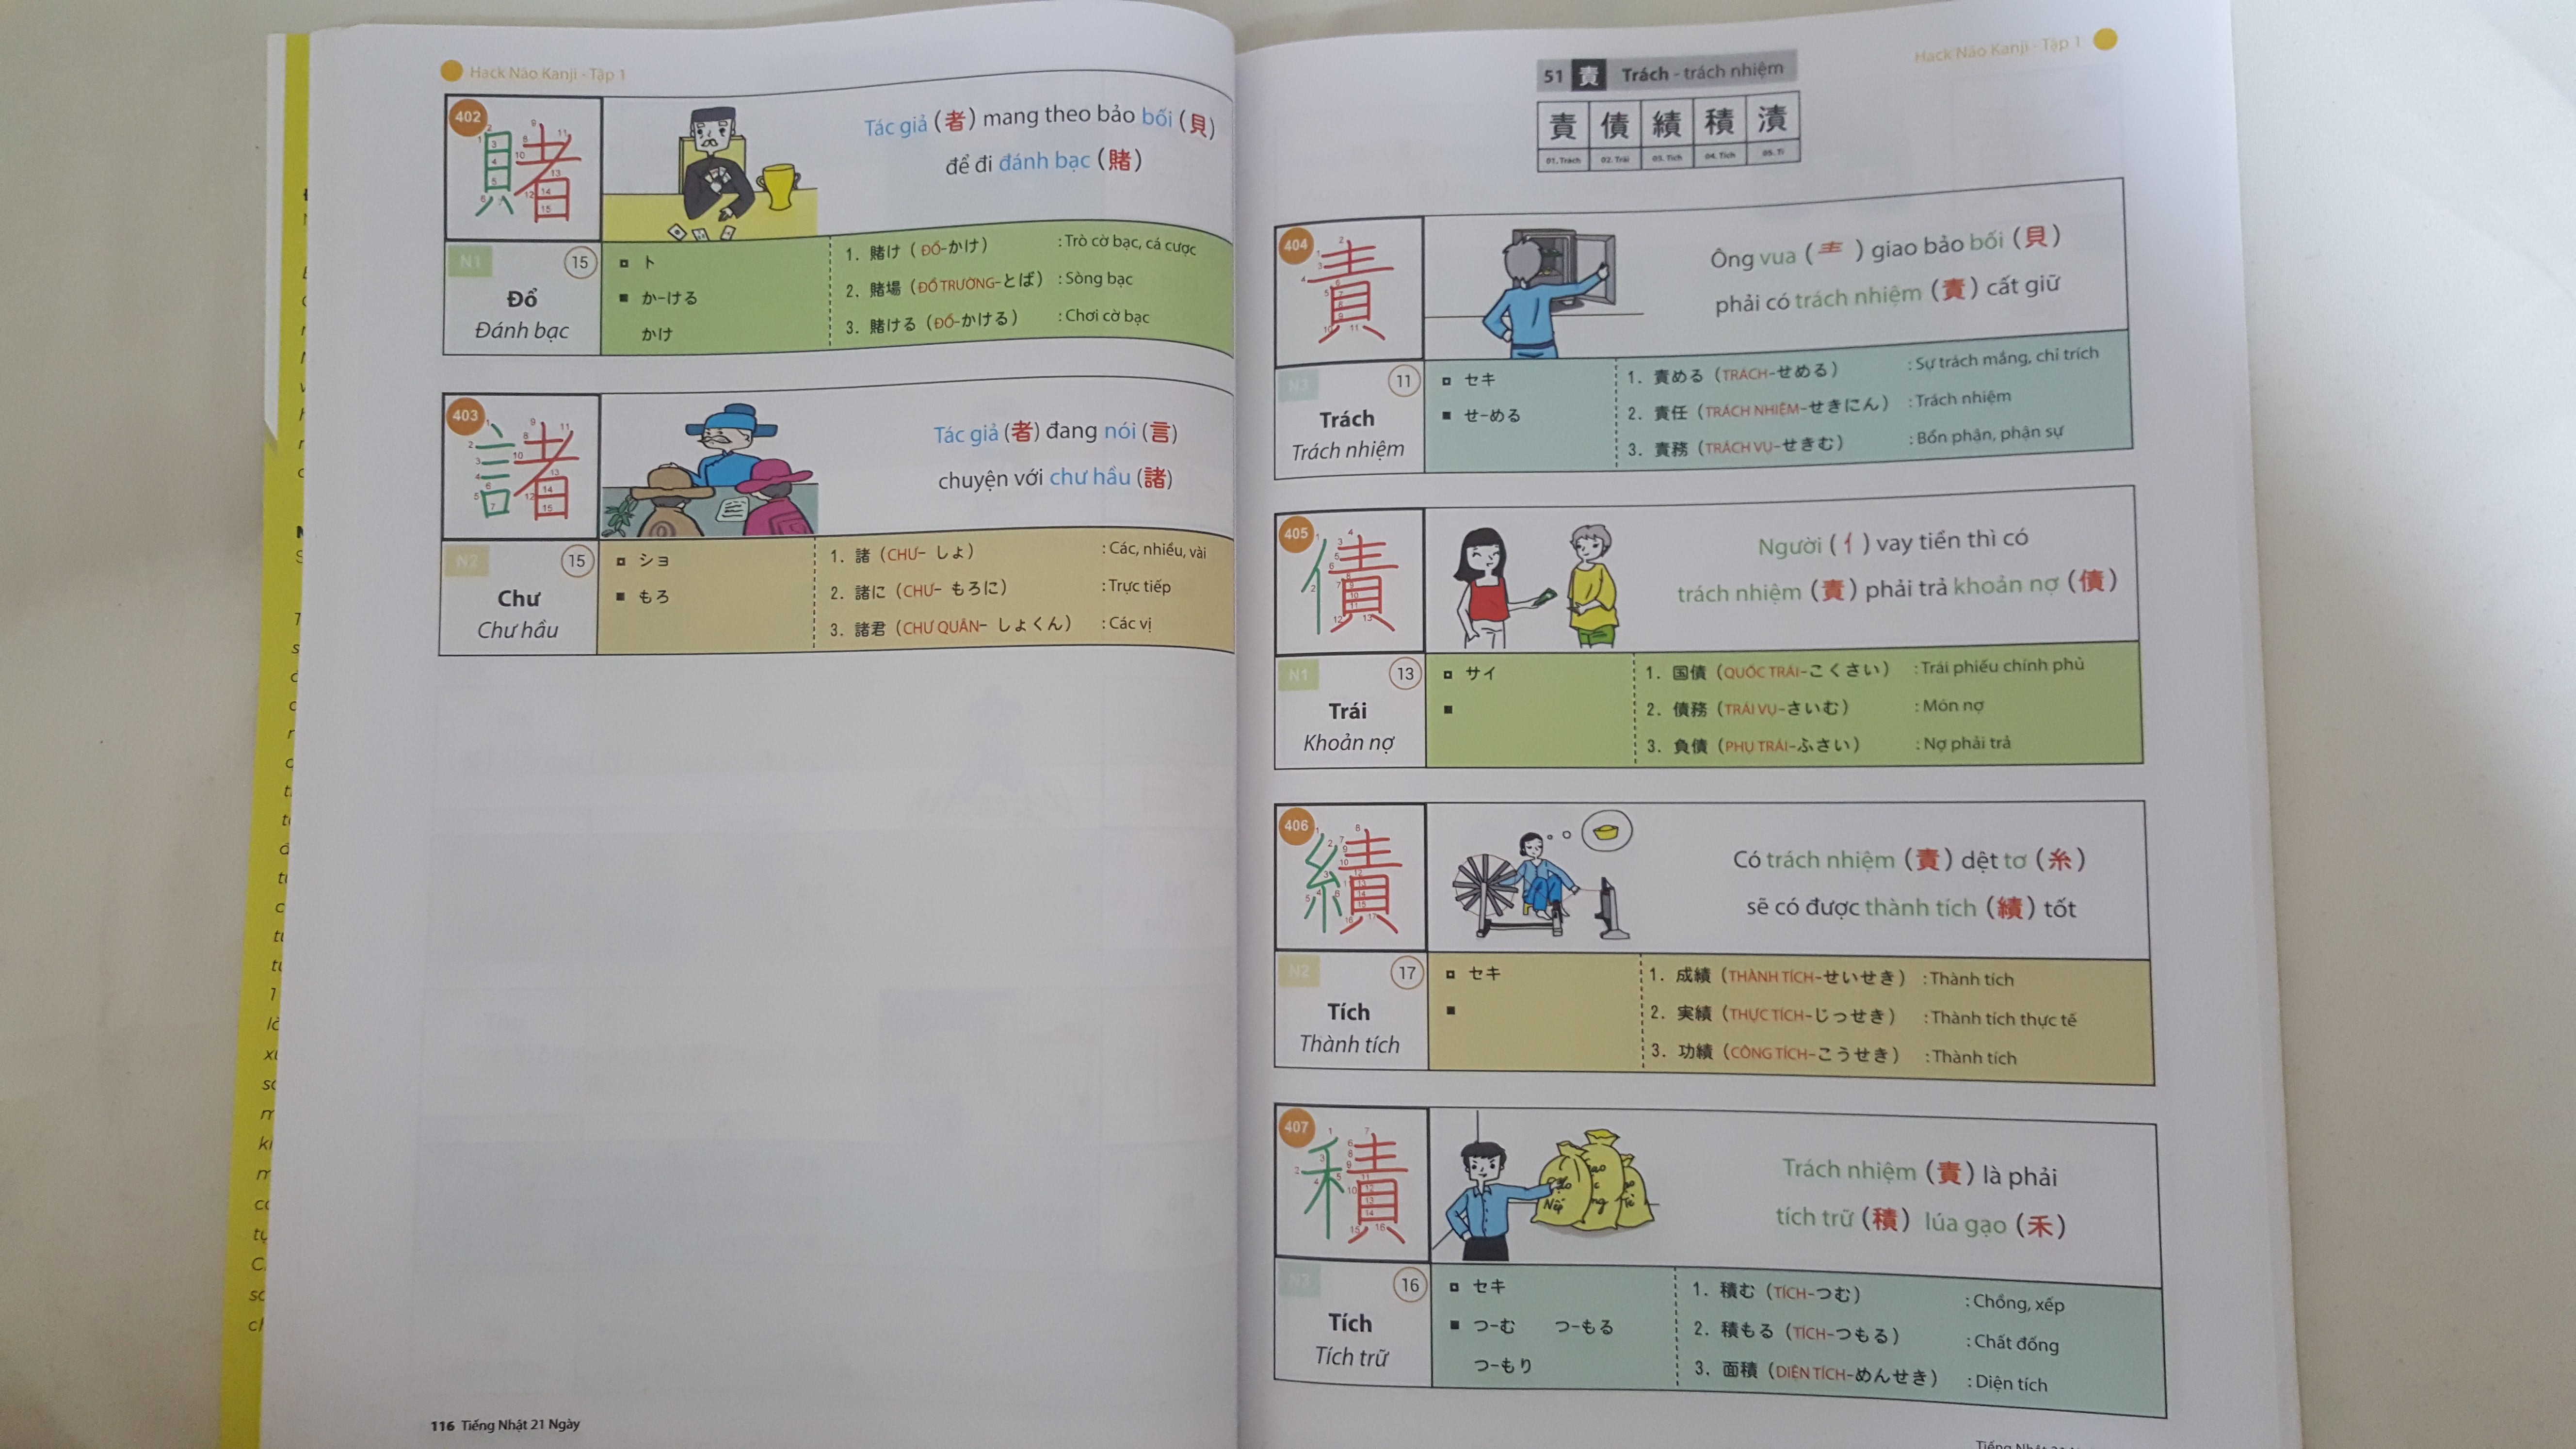 Hack Não Kanji - Tập 1
402
賭
N1
15
Đổ
Đánh bạc
Tác giả (者) mang theo bảo bối (貝)
để đi đánh bạc (賭)
ト
か-ける
かけ
1. 賭け (ĐỔ-かけ) : Trò cờ bạc, cá cược
2. 賭場 (ĐỔ TRƯỜNG-とば) : Sòng bạc
3. 賭ける (ĐỔ-かける) : Chơi cờ bạc
403
諸
N2
15
Chư
Chư hầu
Tác giả (者) đang nói (言)
chuyện với chư hầu (諸)
ショ
もろ
1. 諸 (CHƯ- しょ) : Các, nhiều, vài
2. 諸に (CHƯ- もろに) : Trực tiếp
3. 諸君 (CHƯ QUÂN- しょくん) : Các vị
116 Tiếng Nhật 21 Ngày
Hack Não Kanji - Tập 1
51 責 Trách - trách nhiệm
責 債 績 積 漬
01. Trách 02. Trái 03. Tích 04. Tích 05. Tí
404
責
N3
11
Trách
Trách nhiệm
Ông vua (龶) giao bảo bối (貝)
phải có trách nhiệm (責) cất giữ
セキ
せ-める
1. 責める (TRÁCH-せめる) : Sự trách mắng, chỉ trích
2. 責任 (TRÁCH NHIỆM-せきにん) : Trách nhiệm
3. 責務 (TRÁCH VỤ-せきむ) : Bổn phận, phận sự
405
債
N1
13
Trái
Khoản nợ
Người (亻) vay tiền thì có
trách nhiệm (責) phải trả khoản nợ (債)
サイ
1. 国債 (QUỐC TRÁI-こくさい) : Trái phiếu chính phủ
2. 債務 (TRÁI VỤ-さいむ) : Món nợ
3. 負債 (PHỤ TRÁI-ふさい) : Nợ phải trả
406
績
N2
17
Tích
Thành tích
Có trách nhiệm (責) dệt tơ (糸)
sẽ có được thành tích (績) tốt
セキ
1. 成績 (THÀNH TÍCH-せいせき) : Thành tích
2. 実績 (THỰC TÍCH-じっせき) : Thành tích thực tế
3. 功績 (CÔNG TÍCH-こうせき) : Thành tích
407
積
N3
16
Tích
Tích trữ
Trách nhiệm (責) là phải
tích trữ (積) lúa gạo (禾)
セキ
つ-む つ-もる
つ-もり
1. 積む (TÍCH-つむ) : Chồng, xếp
2. 積もる (TÍCH-つもる) : Chất đống
3. 面積 (DIỆN TÍCH-めんせき) : Diện tích